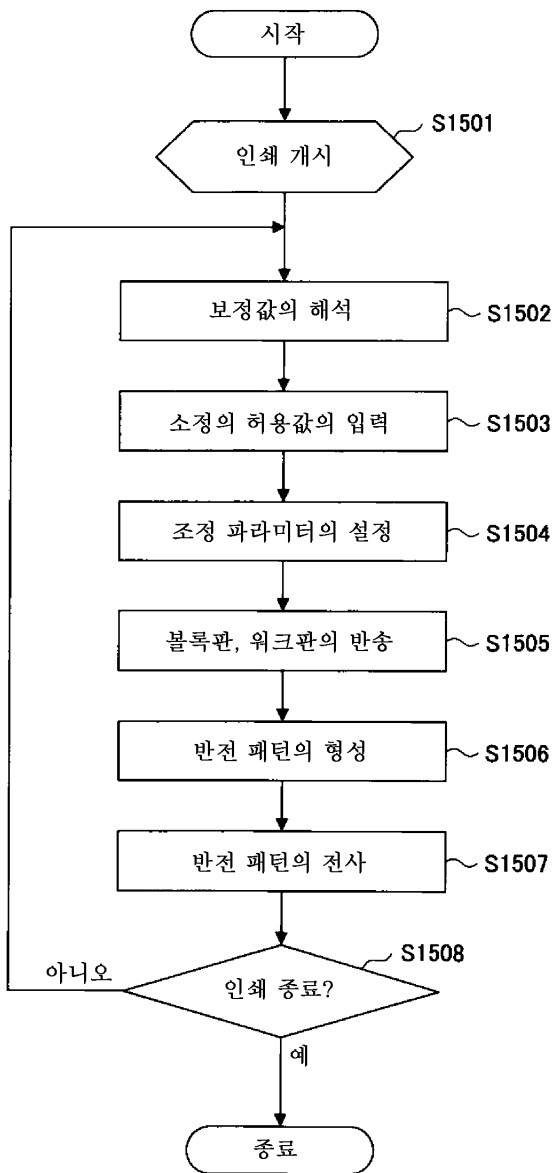 시작
S1501
인쇄 개시
보정값의 해석
S1502
소정의 허용값의 입력
S1503
조정 파라미터의 설정
S1504
볼록판, 워크판의 반송
S1505
반전 패턴의 형성
S1506
반전 패턴의 전사
S1507
S1508
아니오
인쇄 종료?
예
종료